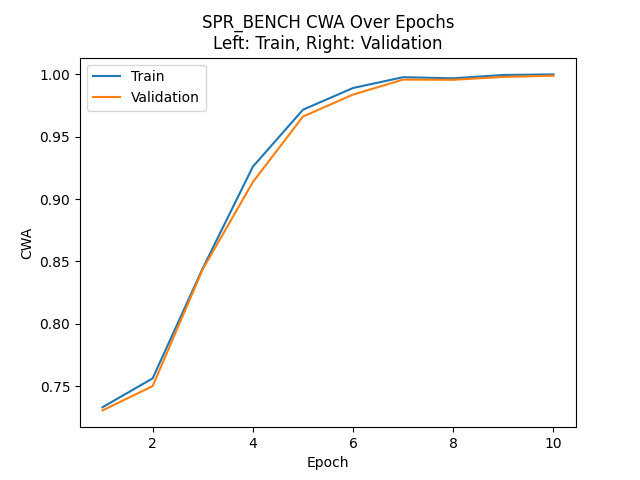 SPR_BENCH CWA Over Epochs
Left: Train, Right: Validation
Train
Validation
1.00
0.95
0.90
0.85
0.80
0.75
CWA
2 4 6 8 10
Epoch